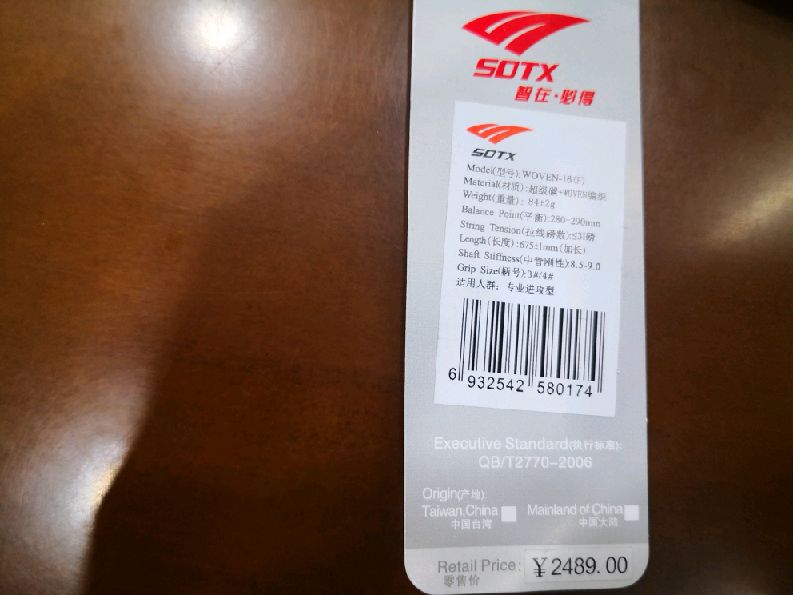 SOTX
智在·必得
SOTX
Model(型号):WOVEN-18(F)
Material(材质):超级碳+WOVEN编织
Weight(重量): 84±2g
Balance Point(平衡):280-290mm
String Tension(拉线磅数):≤31磅
Length(长度):675±1mm(加长)
Shaft Stiffness(中管刚性):8.5-9.0
Grip Size(柄号):3#/4#
适用人群: 专业进攻型
6 932542 580174
Executive Standard(执行标准):
QB/T2770-2006
Origin(产地):
Taiwan,China Mainland of China
中国台湾 中国大陆
Retail Price: ￥2489.00
零售价